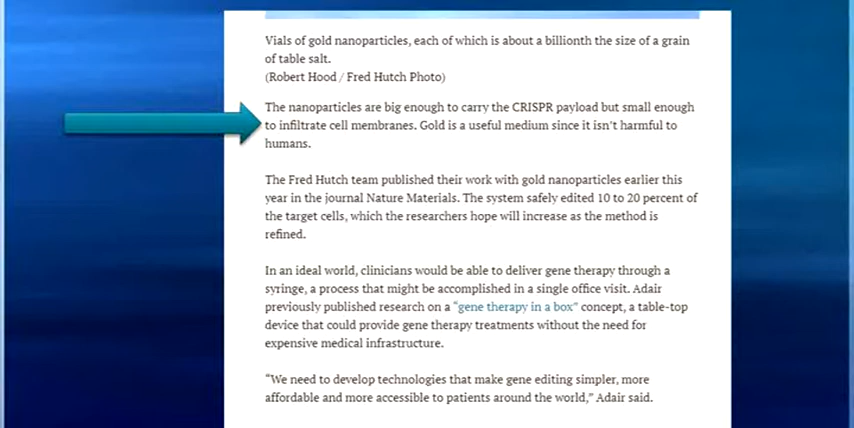 Vials of gold nanoparticles, each of which is about a billionth the size of a grain
of table salt.
(Robert Hood / Fred Hutch Photo)
The nanoparticles are big enough to carry the CRISPR payload but small enough
to infiltrate cell membranes. Gold is a useful medium since it isn't harmful to
humans.
The Fred Hutch team published their work with gold nanoparticles earlier this
year in the journal Nature Materials. The system safely edited 10 to 20 percent of
the target cells, which the researchers hope will increase as the method is
refined.
In an ideal world, clinicians would be able to deliver gene therapy through a
syringe, a process that might be accomplished in a single office visit. Adair
previously published research on a “gene therapy in a box” concept, a table-top
device that could provide gene therapy treatments without the need for
expensive medical infrastructure.
“We need to develop technologies that make gene editing simpler, more
affordable and more accessible to patients around the world,” Adair said.